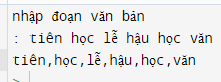 nhập đoạn văn bản
: tiên học lễ hậu học văn
tiên,học,lễ,hậu,học,văn
>